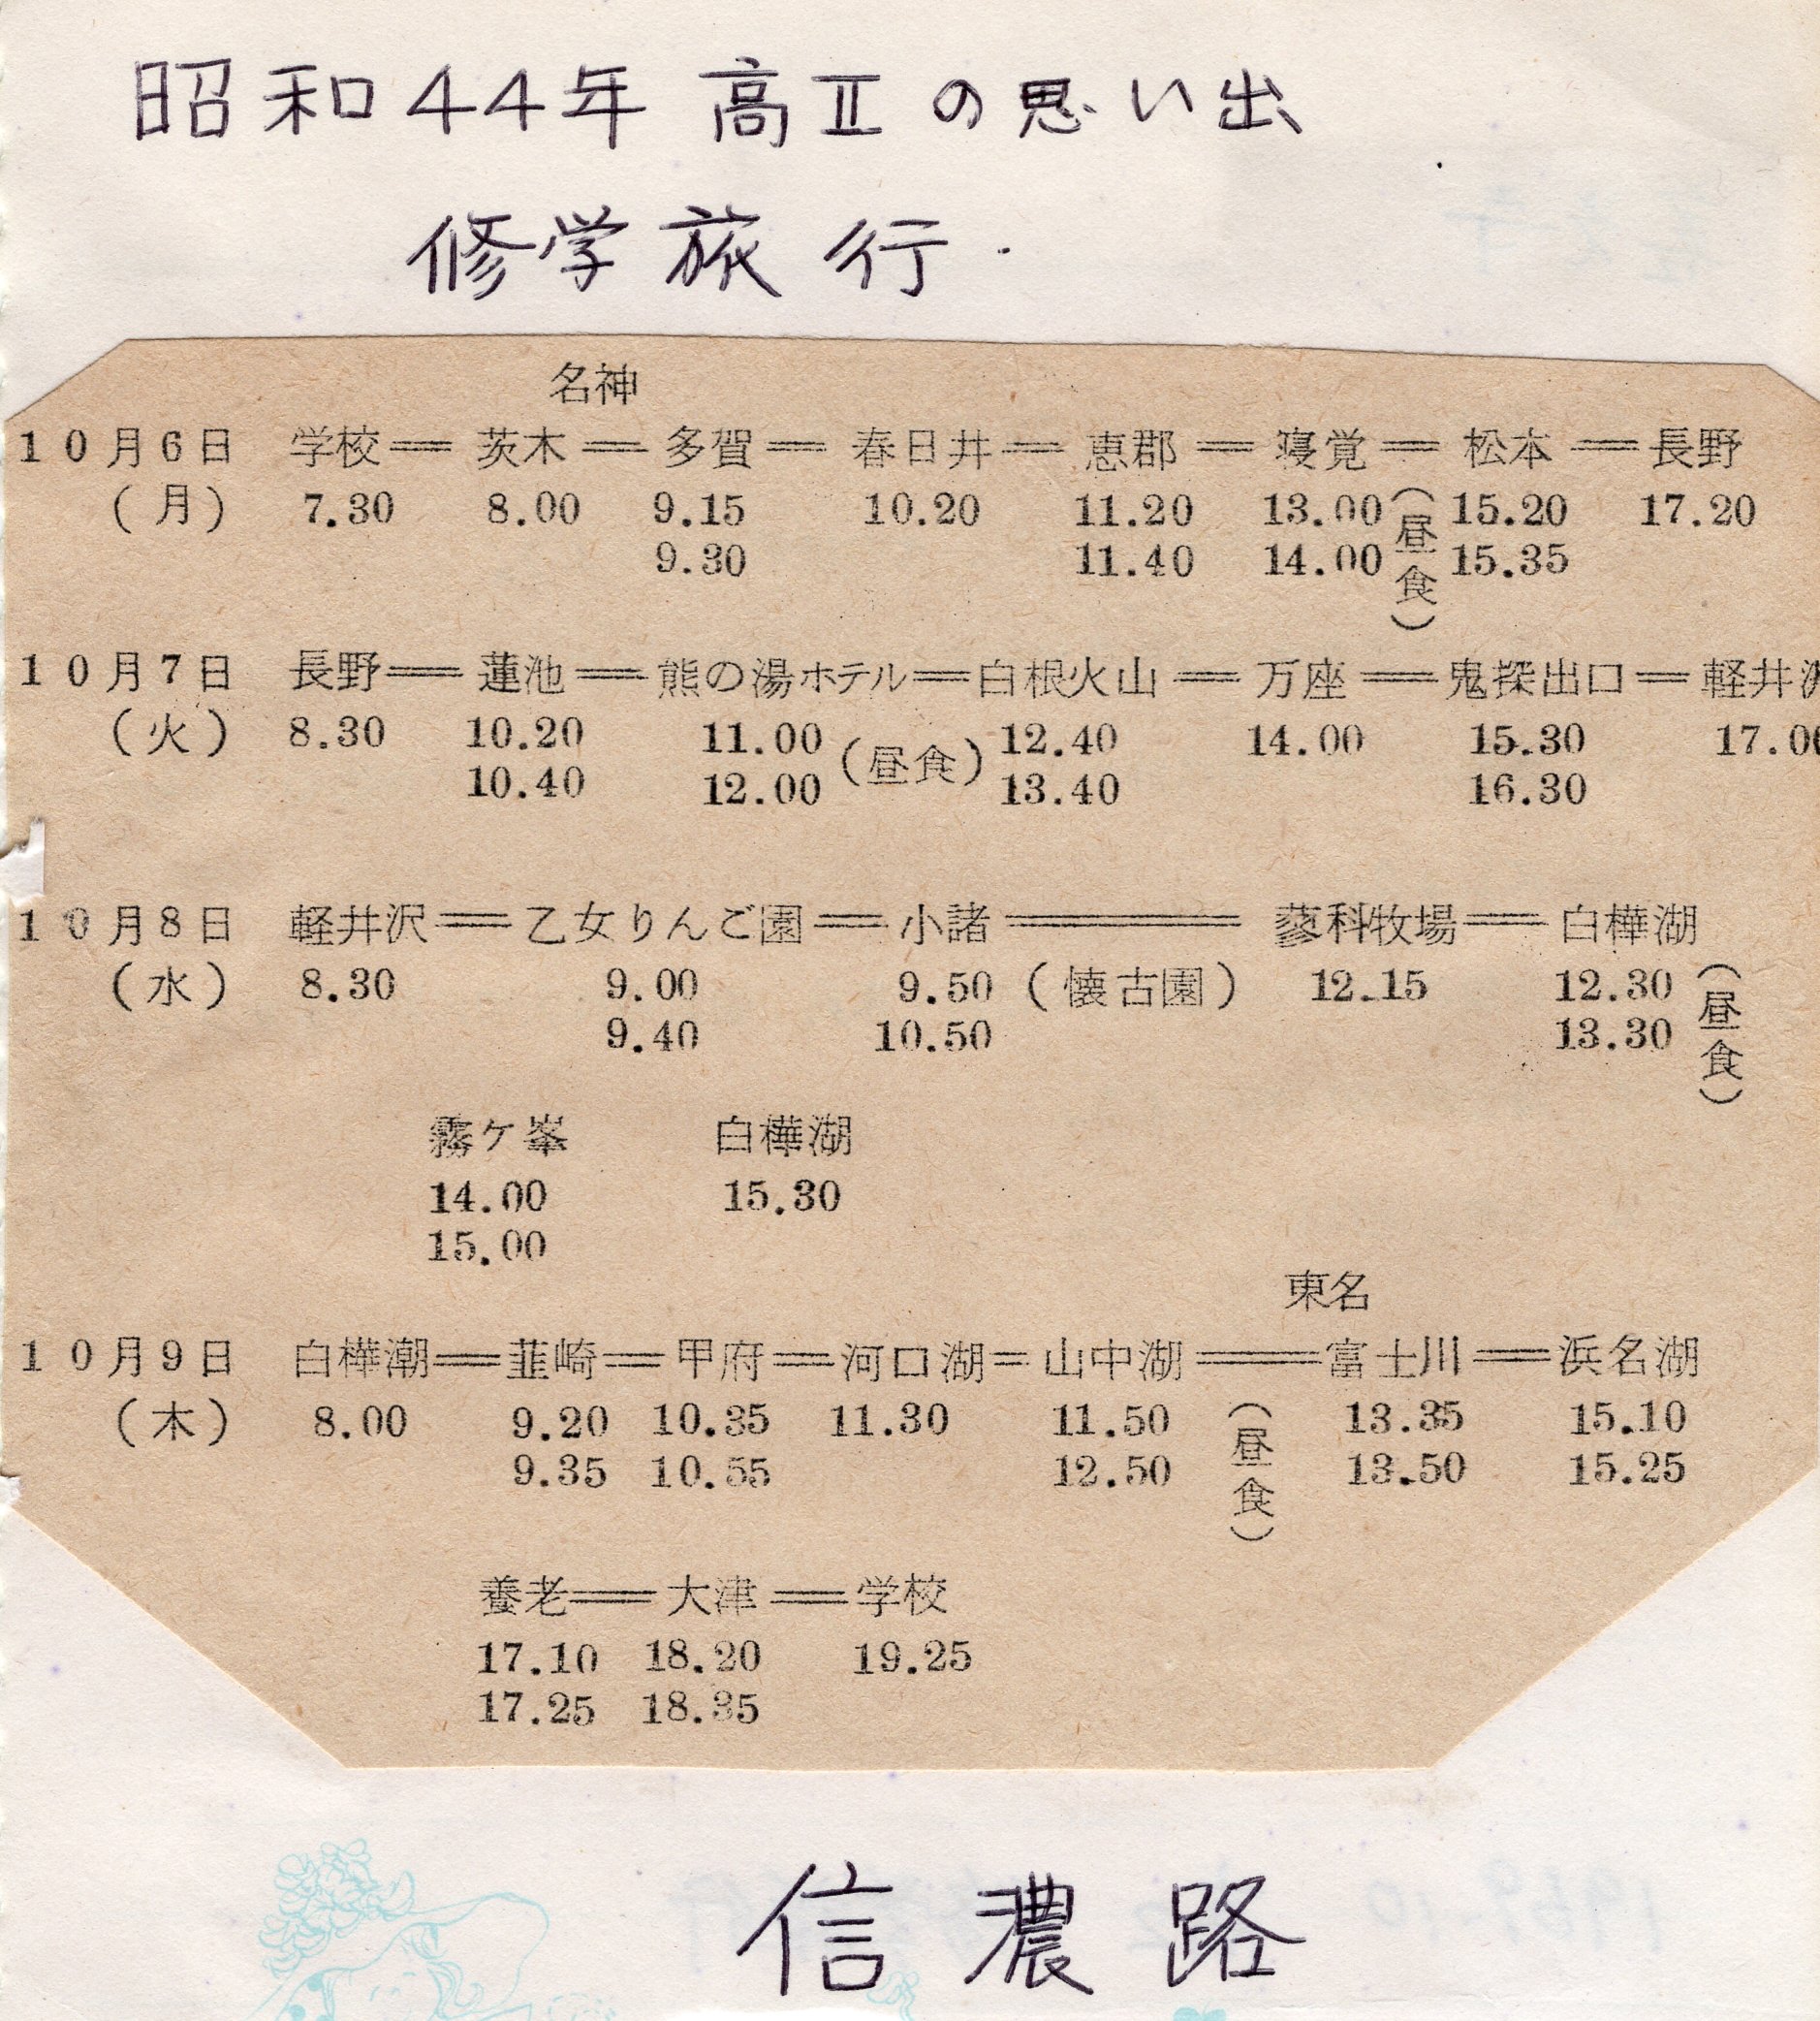 昭和44年 高Ⅱの思い出
修学旅行.
名神
10月6日 学校＝茨木＝多賀＝春日井＝恵郡＝寝覚＝松本＝長野
(月) 7.30 8.00 9.15 10.20 11.20 13.00 (昼食) 15.20 17.20
9.30 11.40 14.00 15.35
10月7日 長野＝蓮池＝熊の湯ホテル＝白根火山＝万座＝鬼探出口＝軽井沢
(火) 8.30 10.20 11.00 (昼食) 12.40 14.00 15.30 17.00
10.40 12.00 13.40 16.30
10月8日 軽井沢＝乙女りんご園＝小諸＝蓼科牧場＝白樺湖
(水) 8.30 9.00 9.50 (懐古園) 12.15 12.30 (昼食)
9.40 10.50 13.30
霧ケ峯 白樺湖
14.00 15.30
15.00
東名
10月9日 白樺潮＝韮崎＝甲府＝河口湖＝山中湖＝富士川＝浜名湖
(木) 8.00 9.20 10.35 11.30 11.50 (昼食) 13.35 15.10
9.35 10.55 12.50 13.50 15.25
養老＝大津＝学校
17.10 18.20 19.25
17.25 18.35
信濃路